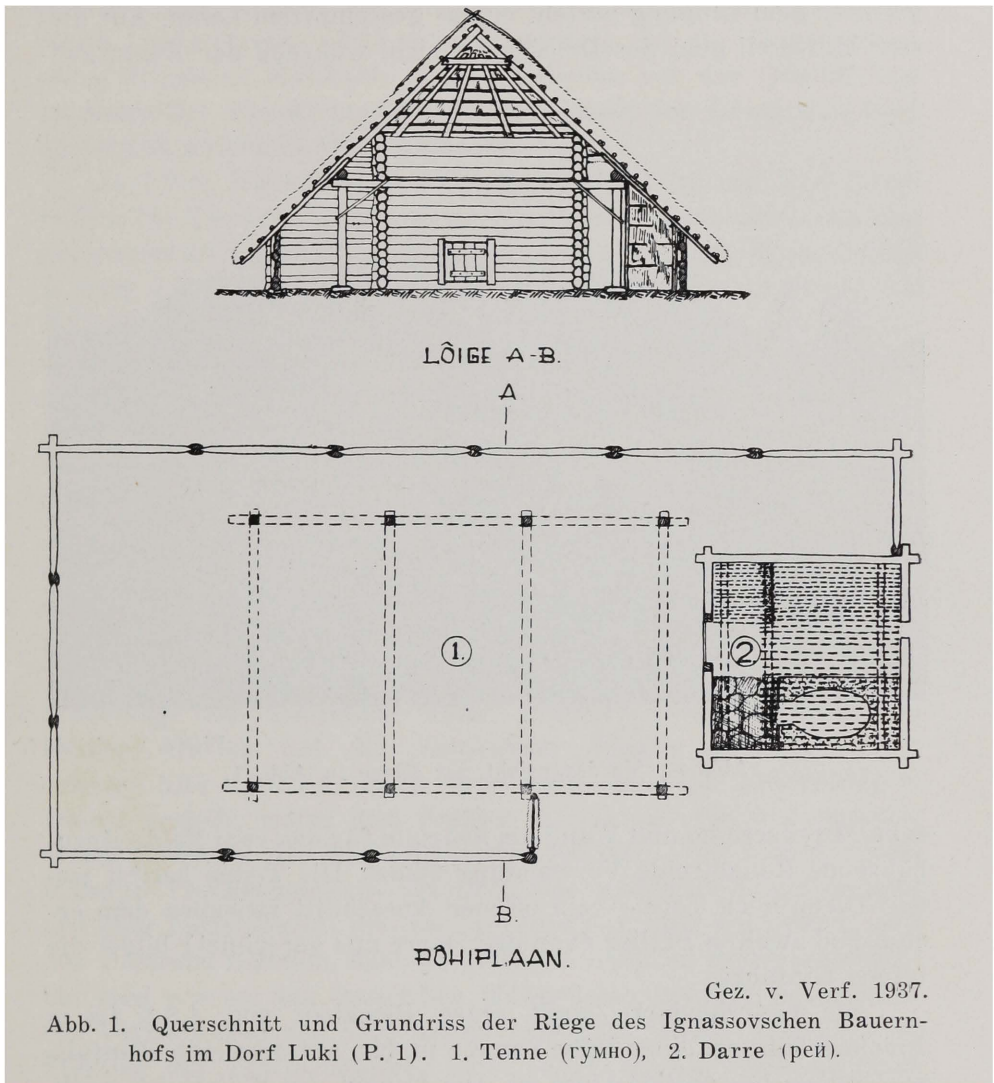 LÕIGE A-B.
A
1.
2
B.
PÕHIPLAAN.
Gez. v. Verf. 1937.
Abb. 1. Querschnitt und Grundriss der Riege des Ignassovschen Bauern-
hofs im Dorf Luki (P. 1). 1. Tenne (гумно), 2. Darre (рей).